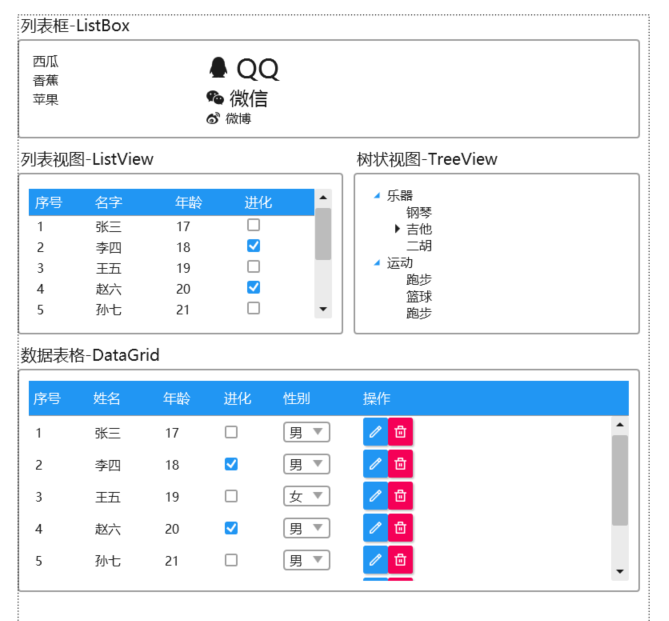 列表框-ListBox
西瓜
香蕉
苹果
QQ
微信
微博
列表视图-ListView
序号 名字 年龄 进化
1 张三 17
2 李四 18
3 王五 19
4 赵六 20
5 孙七 21
树状视图-TreeView
乐器
钢琴
吉他
二胡
运动
跑步
篮球
跑步
数据表格-DataGrid
序号 姓名 年龄 进化 性别 操作
1 张三 17 男
2 李四 18 男
3 王五 19 女
4 赵六 20 男
5 孙七 21 男